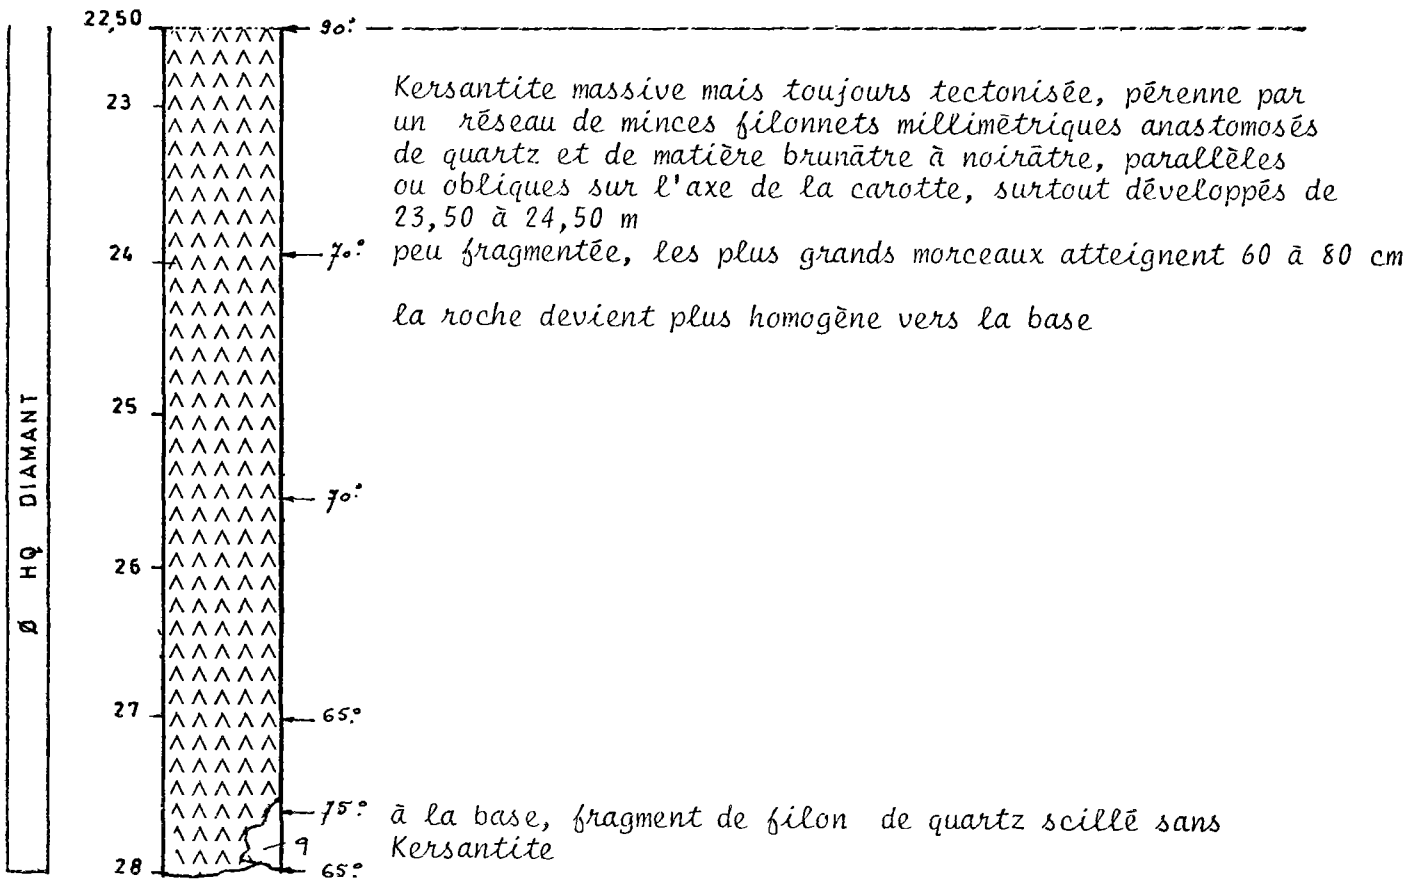 22,50
90°
23
Kersantite massive mais toujours tectonisée, pérenne par
un réseau de minces filonnets millimétriques anastomosés
de quartz et de matière brunâtre à noirâtre, parallèles
ou obliques sur l'axe de la carotte, surtout développés de
23,50 à 24,50 m
24
70°
peu fragmentée, les plus grands morceaux atteignent 60 à 80 cm
la roche devient plus homogène vers la base
25
Ø HQ DIAMANT
70°
26
27
65°
75°
à la base, fragment de filon de quartz scillé sans
Kersantite
q
28
65°